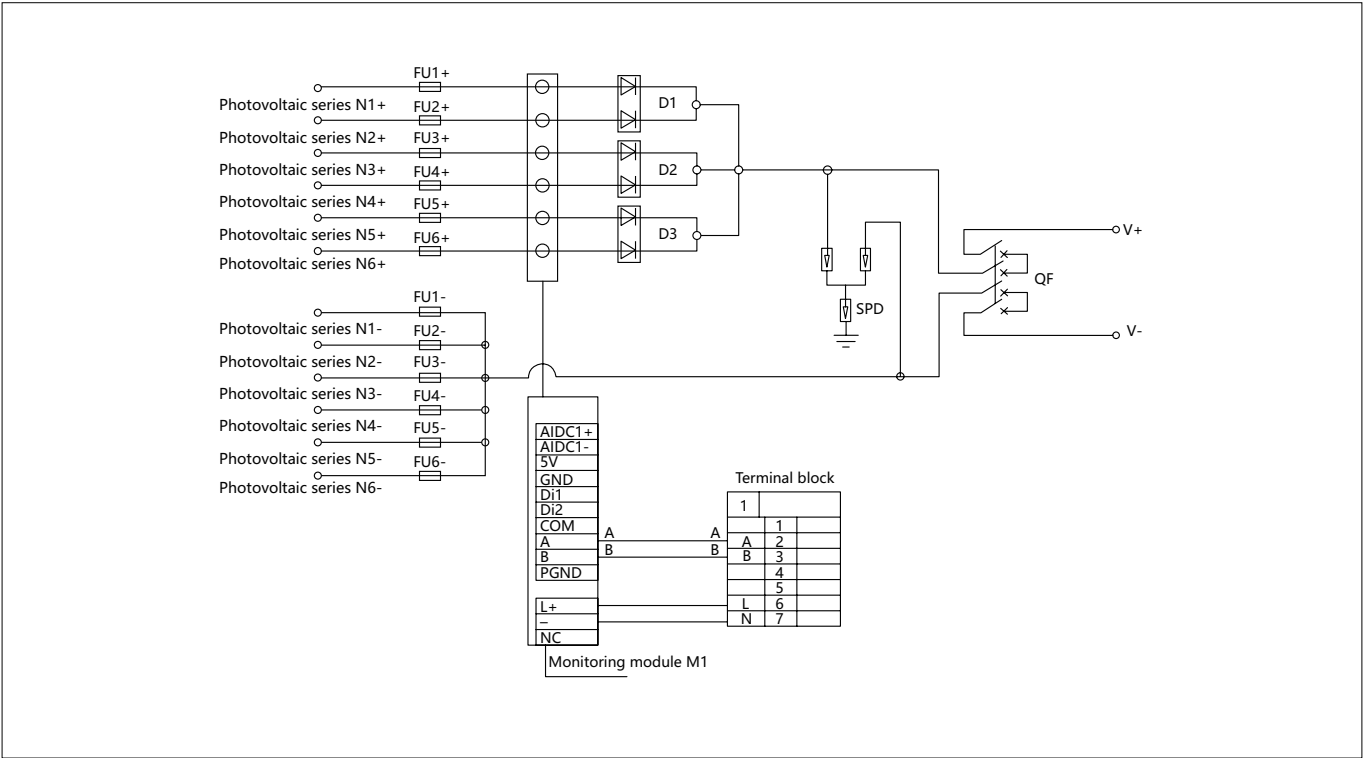 FU1+
Photovoltaic series N1+
FU2+
D1
Photovoltaic series N2+
FU3+
Photovoltaic series N3+
FU4+
D2
Photovoltaic series N4+
FU5+
Photovoltaic series N5+
FU6+
D3
Photovoltaic series N6+
V+
QF
SPD
V-
FU1-
Photovoltaic series N1-
FU2-
Photovoltaic series N2-
FU3-
Photovoltaic series N3-
FU4-
Photovoltaic series N4-
FU5-
Photovoltaic series N5-
FU6-
Photovoltaic series N6-
AIDC1+
AIDC1-
5V
GND
Di1
Di2
COM
A
B
PGND
L+
–
NC
Monitoring module M1
A A
B B
Terminal block
1
1
A 2
B 3
4
5
L 6
N 7